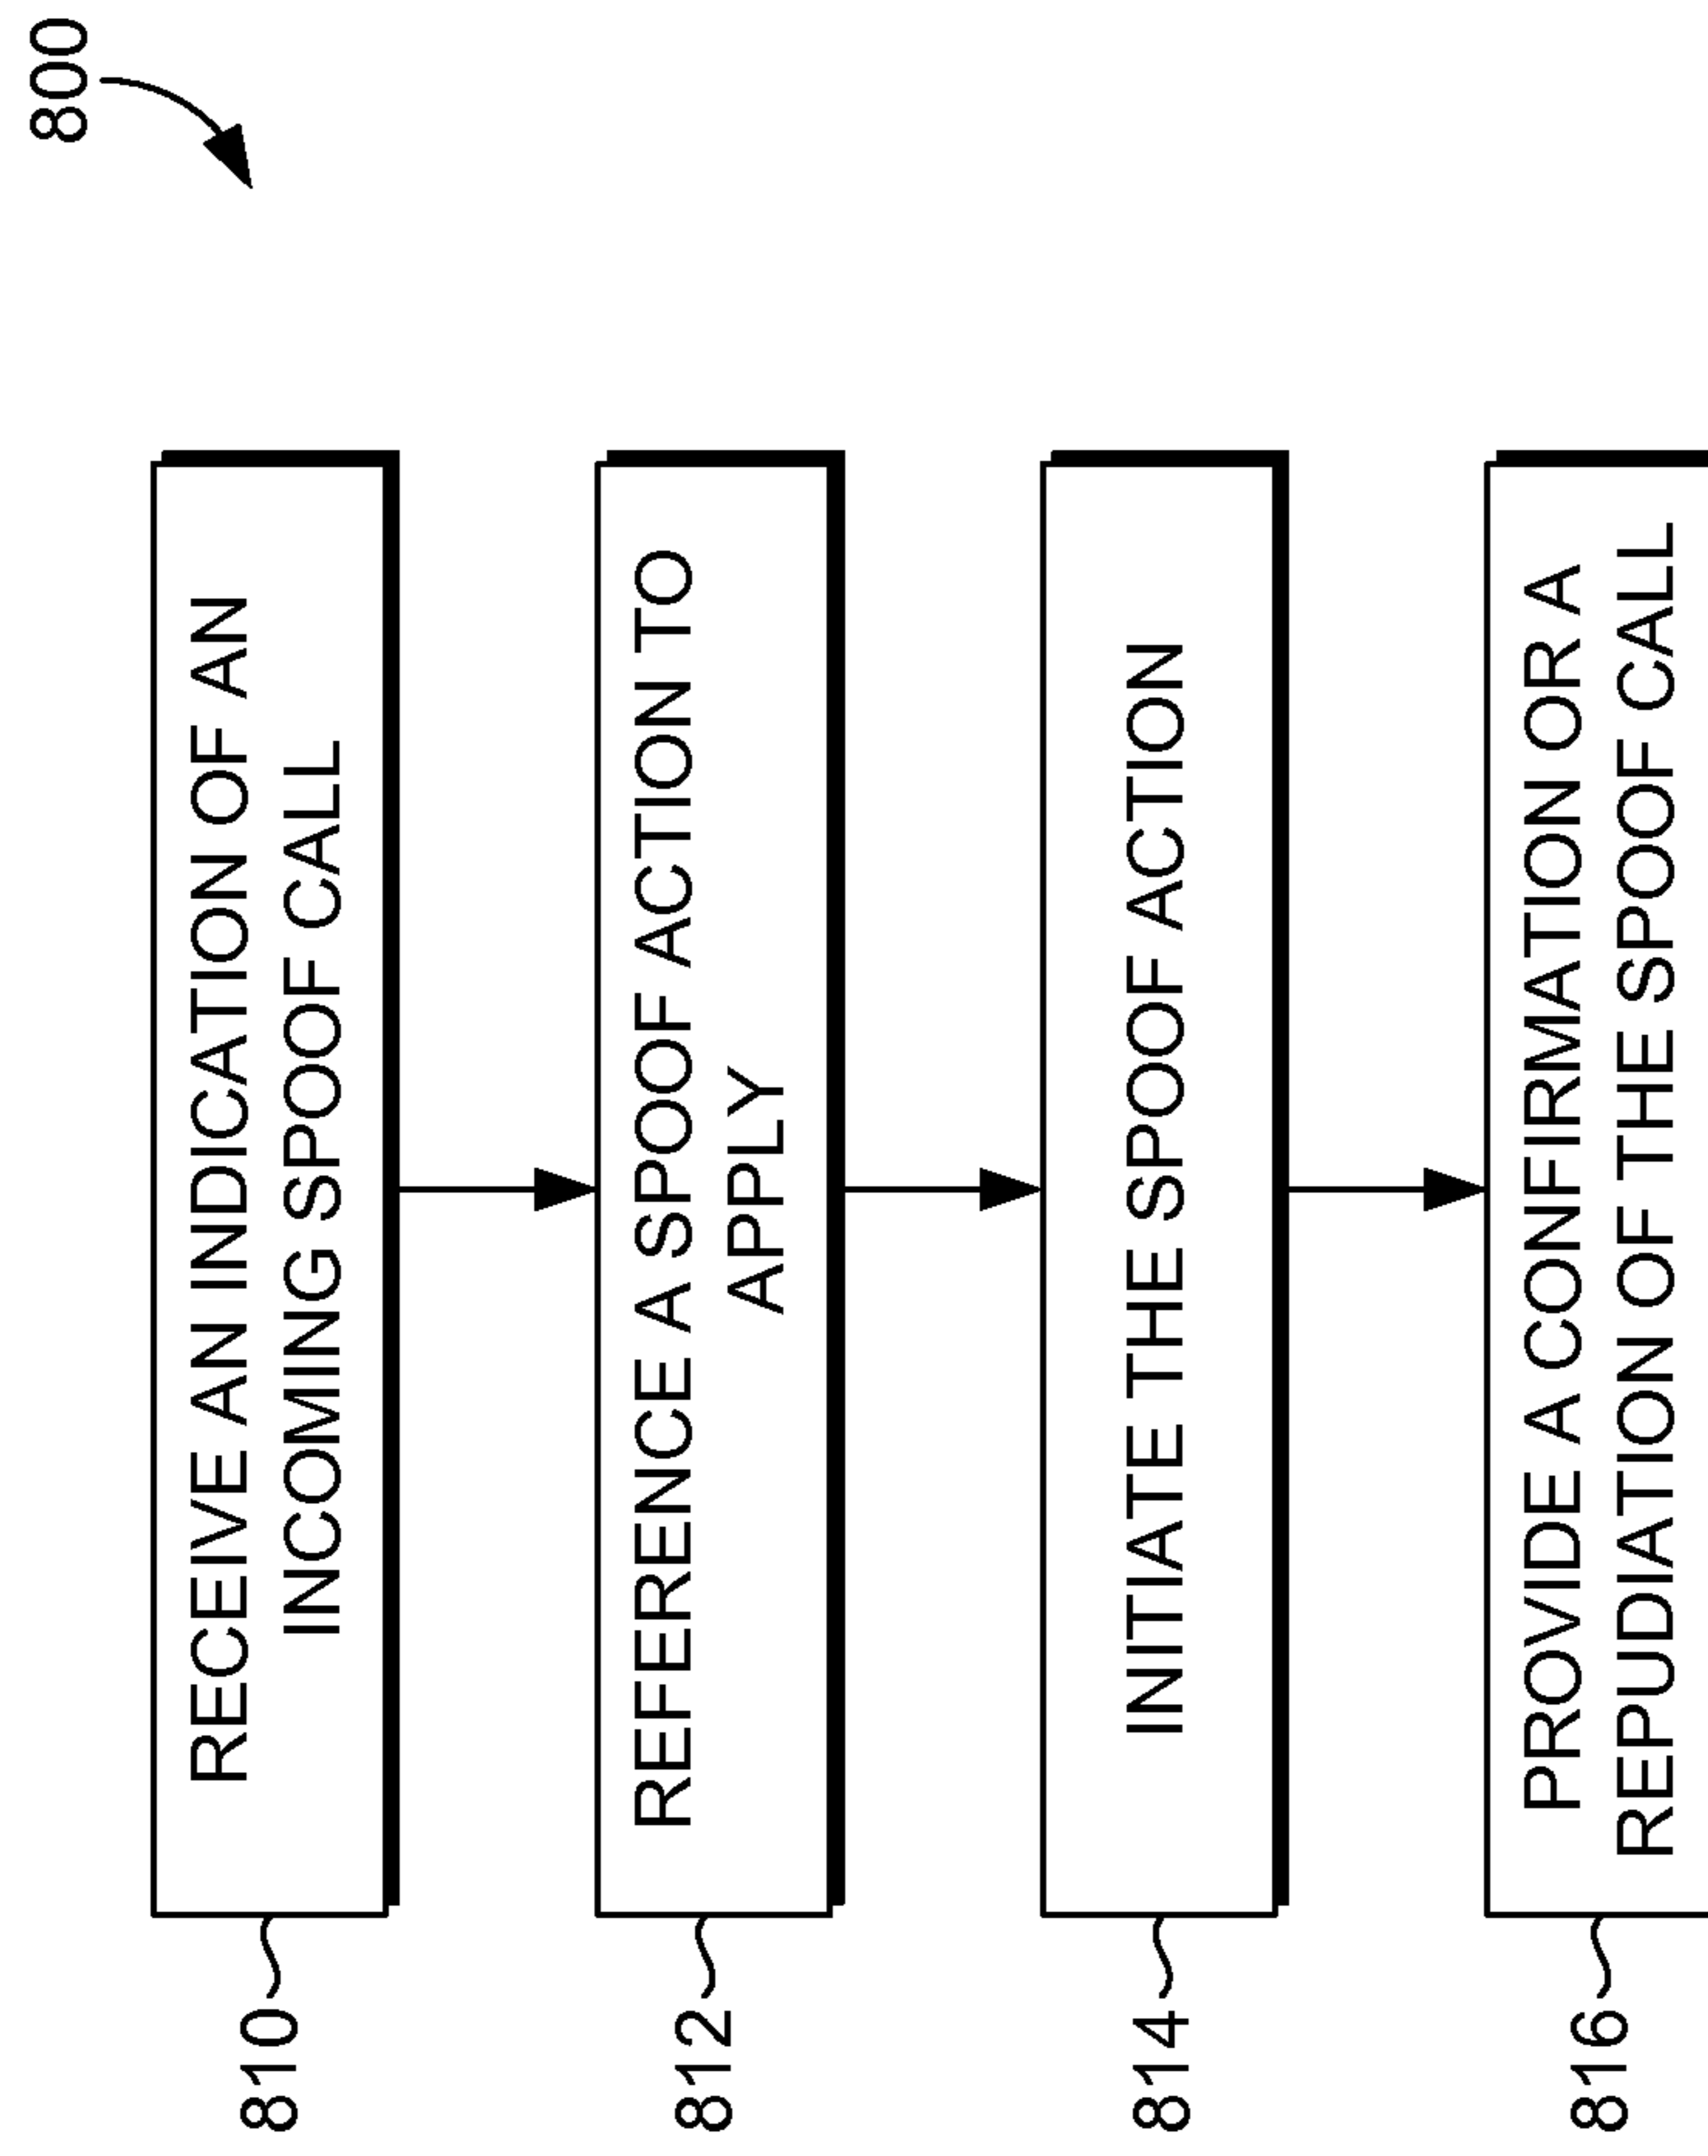 800
810
RECEIVE AN INDICATION OF AN
INCOMING SPOOF CALL
812
REFERENCE A SPOOF ACTION TO
APPLY
814
INITIATE THE SPOOF ACTION
816
PROVIDE A CONFIRMATION OR A
REPUDIATION OF THE SPOOF CALL